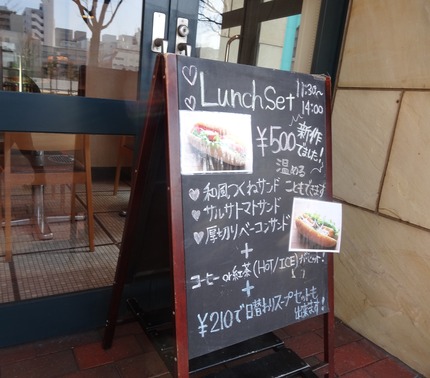 Lunch Set 11:30〜
14:00
¥500 新作
でました!
温める
♡ 和風つくねサンド こともできます
♡ サルサトマトサンド
♡ 厚切りベーコンサンド
+
コーヒー or 紅茶 (HOT/ICE)
+
¥210で日替わりスープセットも
出来ます!